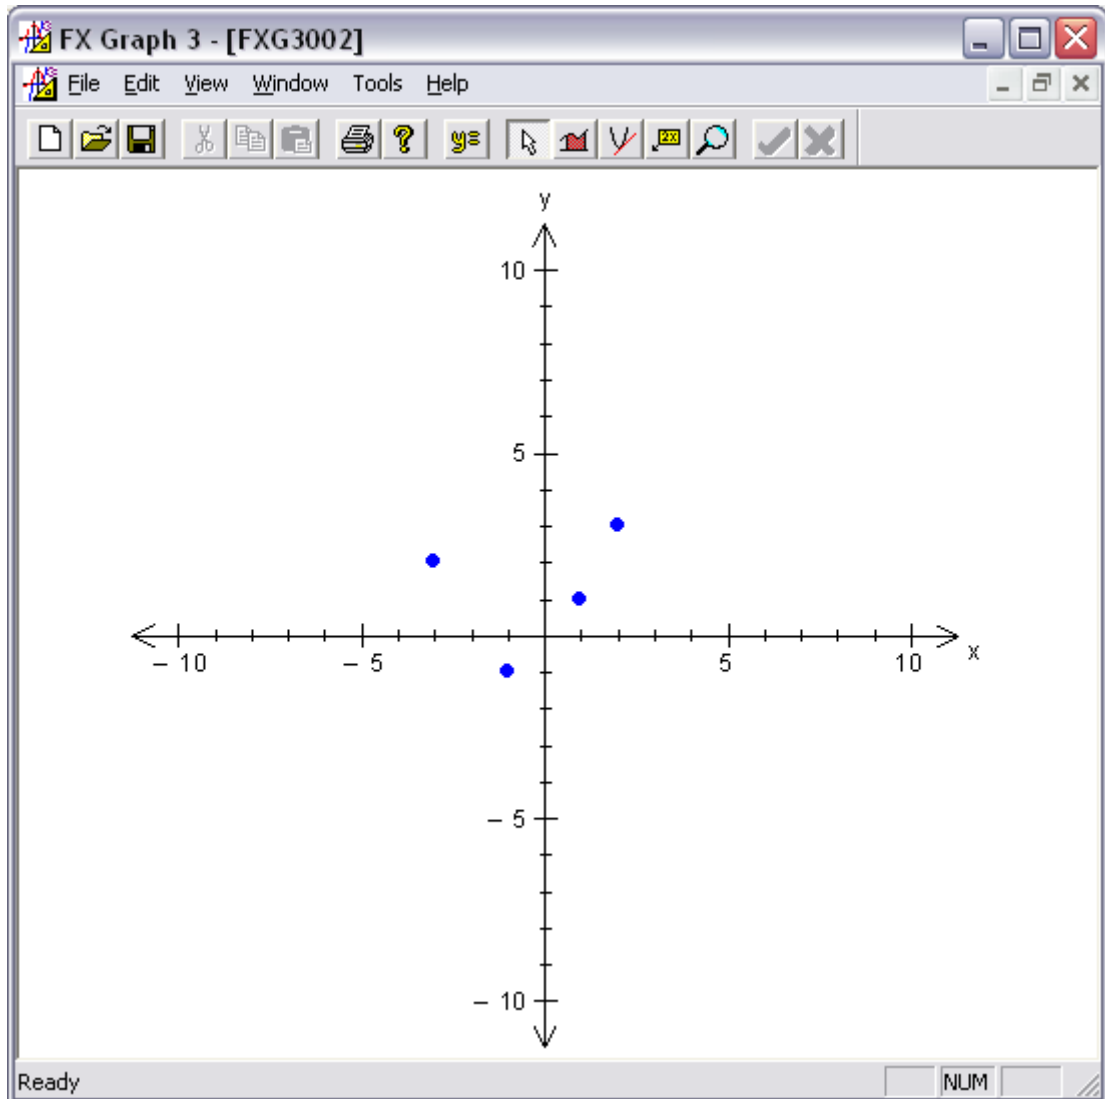 FX Graph 3 - [FXG3002]
File Edit View Window Tools Help
y= 2x
y
10
5
– 10 – 5 5 10 x
– 5
– 10
Ready NUM